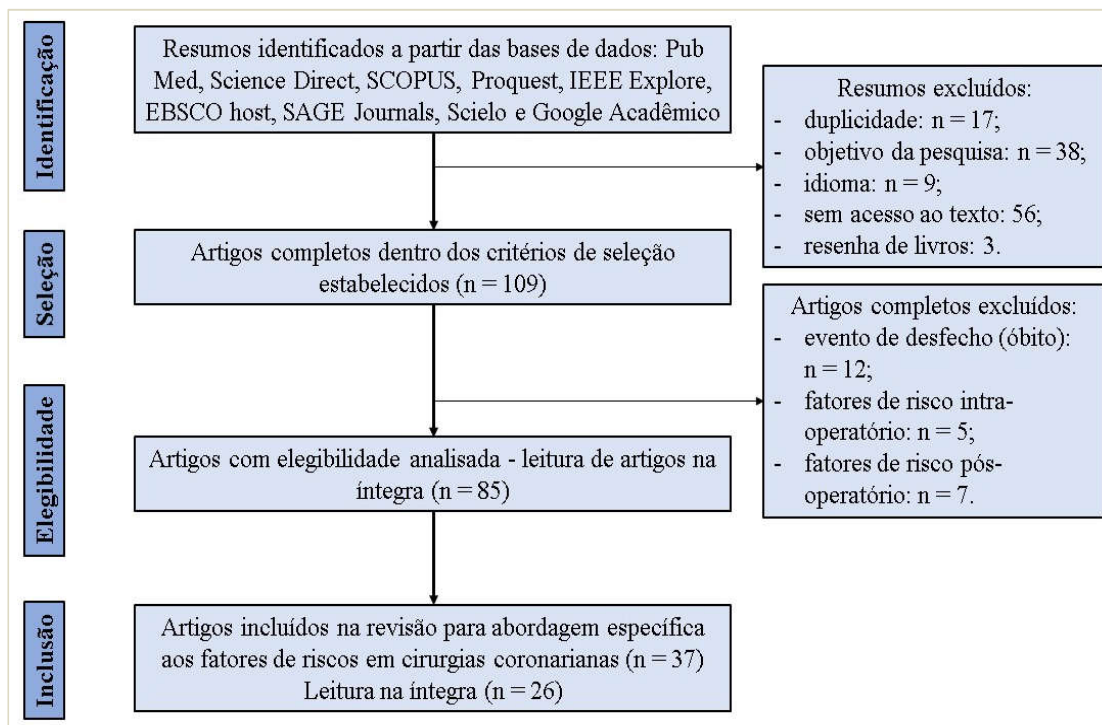 Identificação
Resumos identificados a partir das bases de dados: Pub
Med, Science Direct, SCOPUS, Proquest, IEEE Explore,
EBSCO host, SAGE Journals, Scielo e Google Acadêmico
Resumos excluídos:
- duplicidade: n = 17;
- objetivo da pesquisa: n = 38;
- idioma: n = 9;
- sem acesso ao texto: 56;
- resenha de livros: 3.
Seleção
Artigos completos dentro dos critérios de seleção
estabelecidos (n = 109)
Artigos completos excluídos:
- evento de desfecho (óbito):
n = 12;
- fatores de risco intra-
operatório: n = 5;
- fatores de risco pós-
operatório: n = 7.
Elegibilidade
Artigos com elegibilidade analisada - leitura de artigos na
íntegra (n = 85)
Inclusão
Artigos incluídos na revisão para abordagem específica
aos fatores de riscos em cirurgias coronarianas (n = 37)
Leitura na íntegra (n = 26)